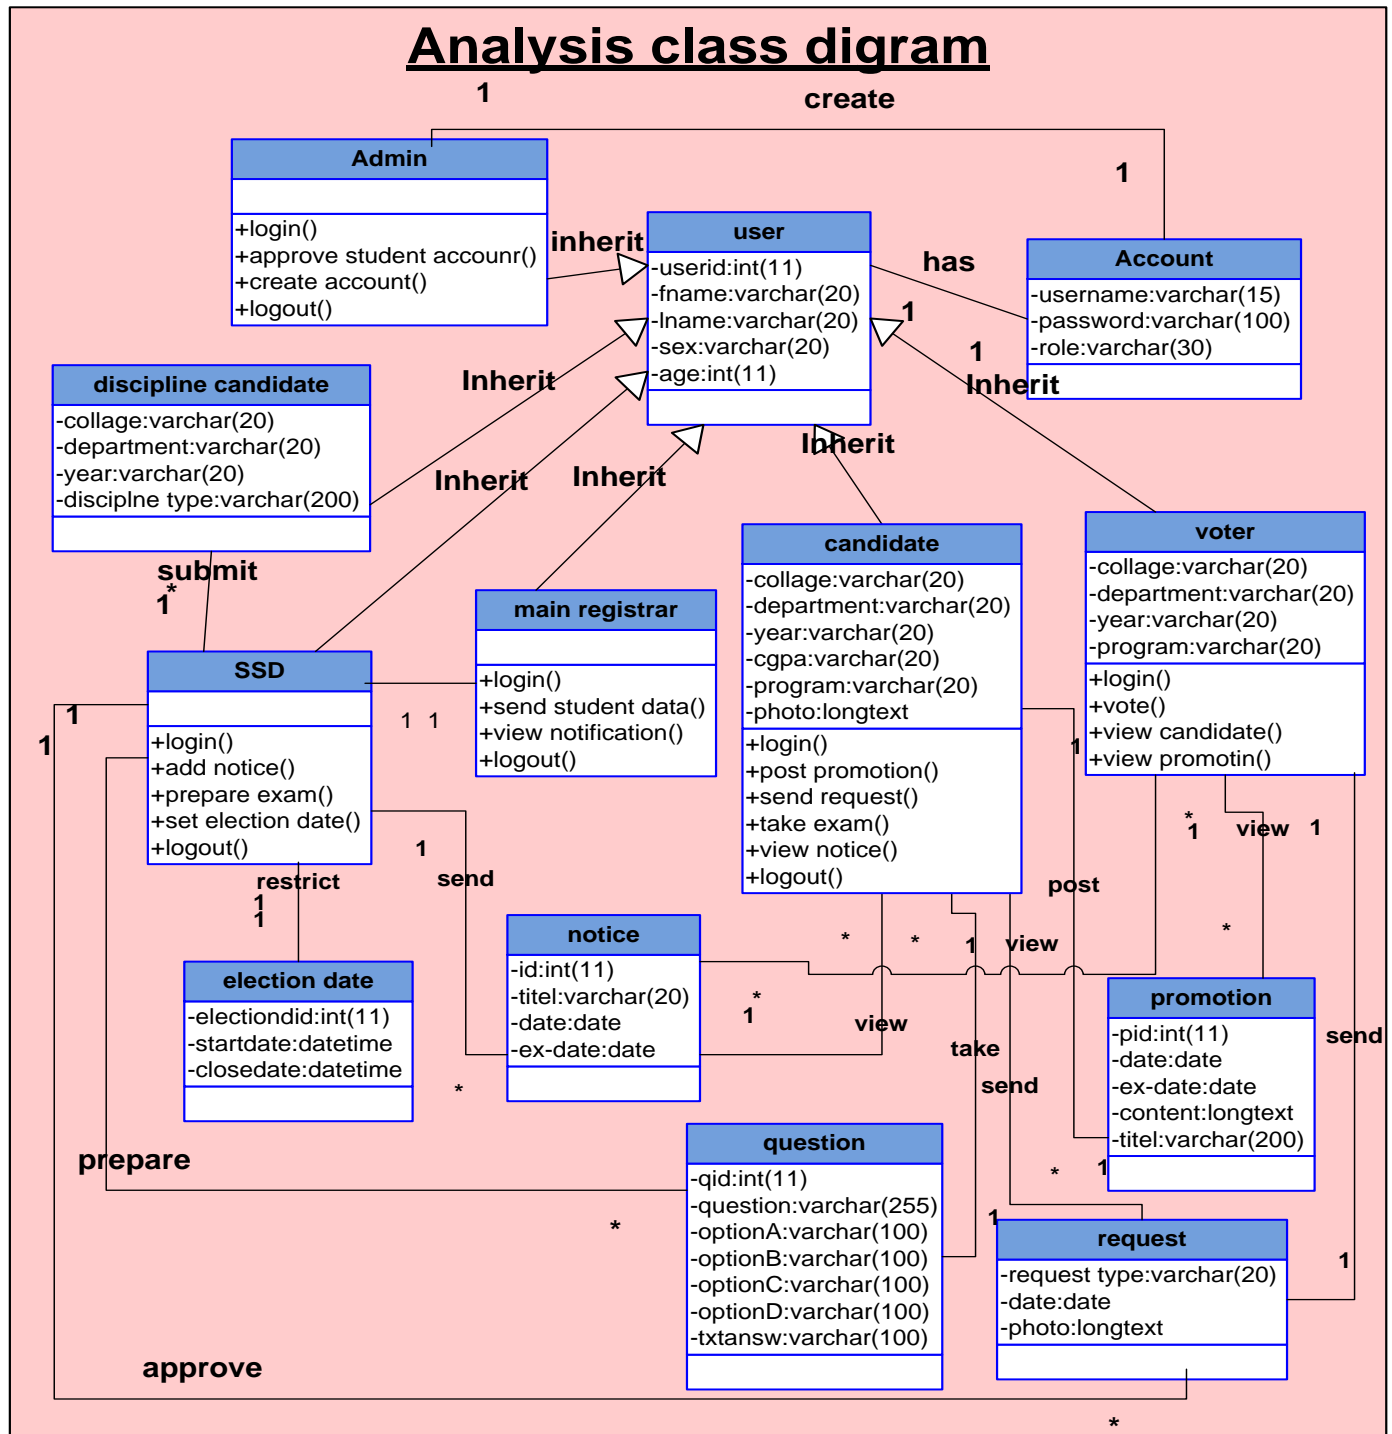 Analysis class digram
1
create
Admin
+login()
+approve student accounr()
+create account()
+logout()
inherit
user
-userid:int(11)
-fname:varchar(20)
-lname:varchar(20)
-sex:varchar(20)
-age:int(11)
has
1
1
1
Account
-username:varchar(15)
-password:varchar(100)
-role:varchar(30)
Inherit
discipline candidate
-collage:varchar(20)
-department:varchar(20)
-year:varchar(20)
-disciplne type:varchar(200)
Inherit
Inherit
Inherit
Inherit
submit
*
1
candidate
-collage:varchar(20)
-department:varchar(20)
-year:varchar(20)
-cgpa:varchar(20)
-program:varchar(20)
-photo:longtext
+login()
+post promotion()
+send request()
+take exam()
+view notice()
+logout()
voter
-collage:varchar(20)
-department:varchar(20)
-year:varchar(20)
-program:varchar(20)
+login()
+vote()
+view candidate()
+view promotin()
main registrar
+login()
+send student data()
+view notification()
+logout()
SSD
+login()
+add notice()
+prepare exam()
+set election date()
+logout()
1 1
1
1
1
*
1
view
1
1
send
restrict
1
1
post
notice
-id:int(11)
-titel:varchar(20)
-date:date
-ex-date:date
*
*
1
view
*
election date
-electiondid:int(11)
-startdate:datetime
-closedate:datetime
*
1
view
take
send
promotion
-pid:int(11)
-date:date
-ex-date:date
-content:longtext
-titel:varchar(200)
send
*
prepare
*
question
-qid:int(11)
-question:varchar(255)
-optionA:varchar(100)
-optionB:varchar(100)
-optionC:varchar(100)
-optionD:varchar(100)
-txtansw:varchar(100)
*
1
1
request
-request type:varchar(20)
-date:date
-photo:longtext
1
approve
*